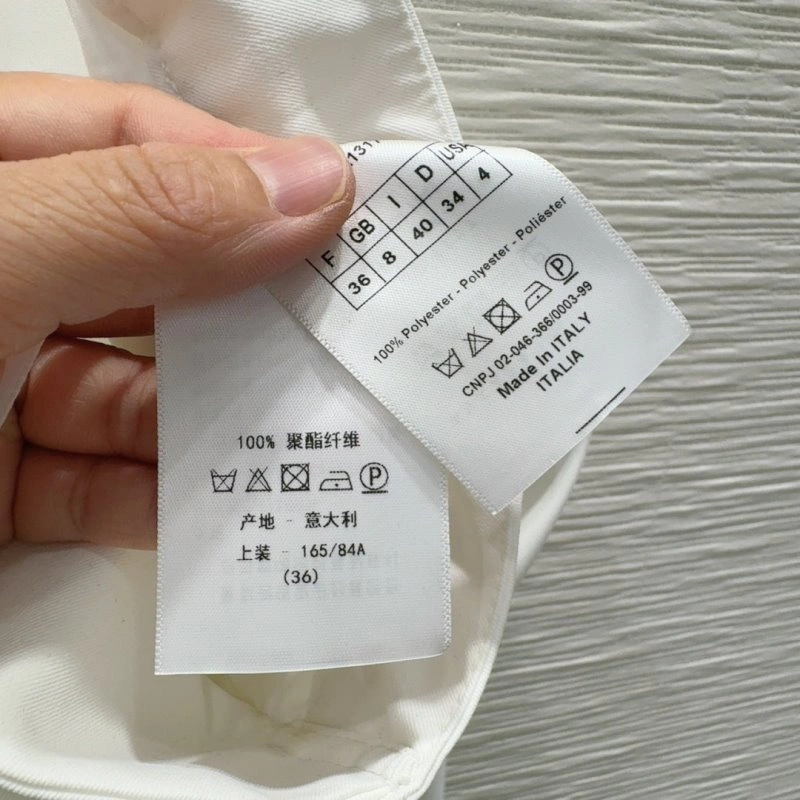 F GB I D USA
36 8 40 34 4
100% Polyester - Polyester - Poliéster
P
CNPJ 02-046-366/0003-99
Made In ITALY
ITALIA
100% 聚酯纤维
P
产地 - 意大利
上装 - 165/84A
(36)